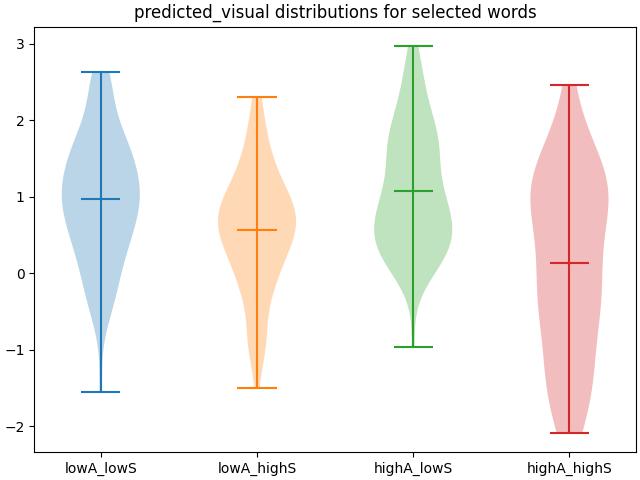 predicted_visual distributions for selected words
3
2
1
0
−1
−2
lowA_lowS
lowA_highS
highA_lowS
highA_highS